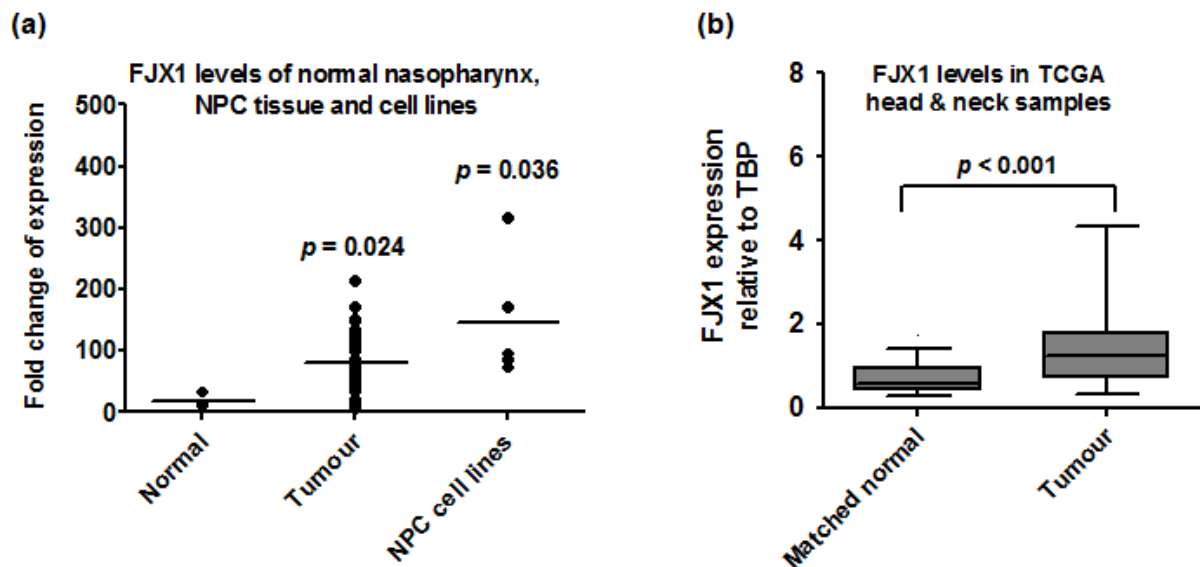 (a)
FJX1 levels of normal nasopharynx,
NPC tissue and cell lines
Fold change of expression
500
400
300
200
100
0
p = 0.024
p = 0.036
Normal
Tumour
NPC cell lines
(b)
FJX1 levels in TCGA
head & neck samples
FJX1 expression
relative to TBP
8
6
4
2
0
p < 0.001
Matched normal
Tumour